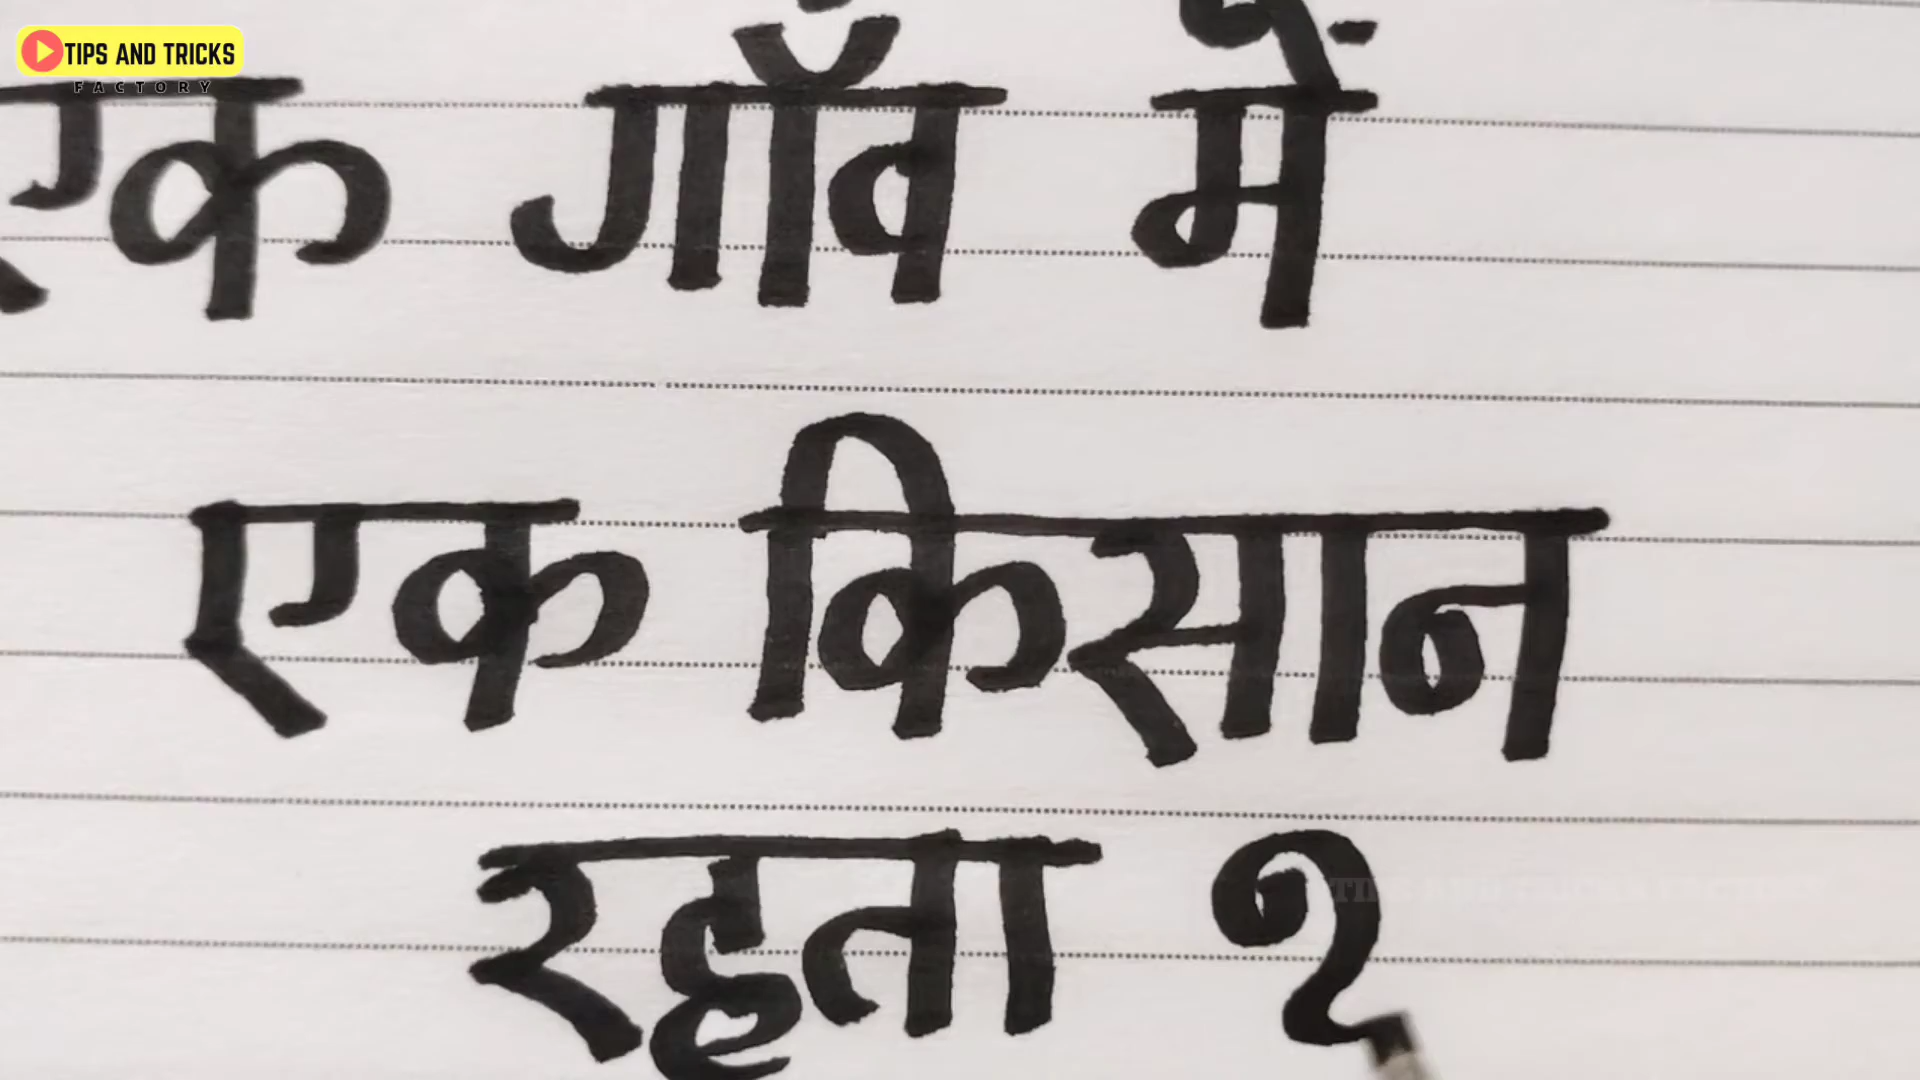 TIPS AND TRICKS
FACTORY
एक गाँव में
एक किसान
रहता